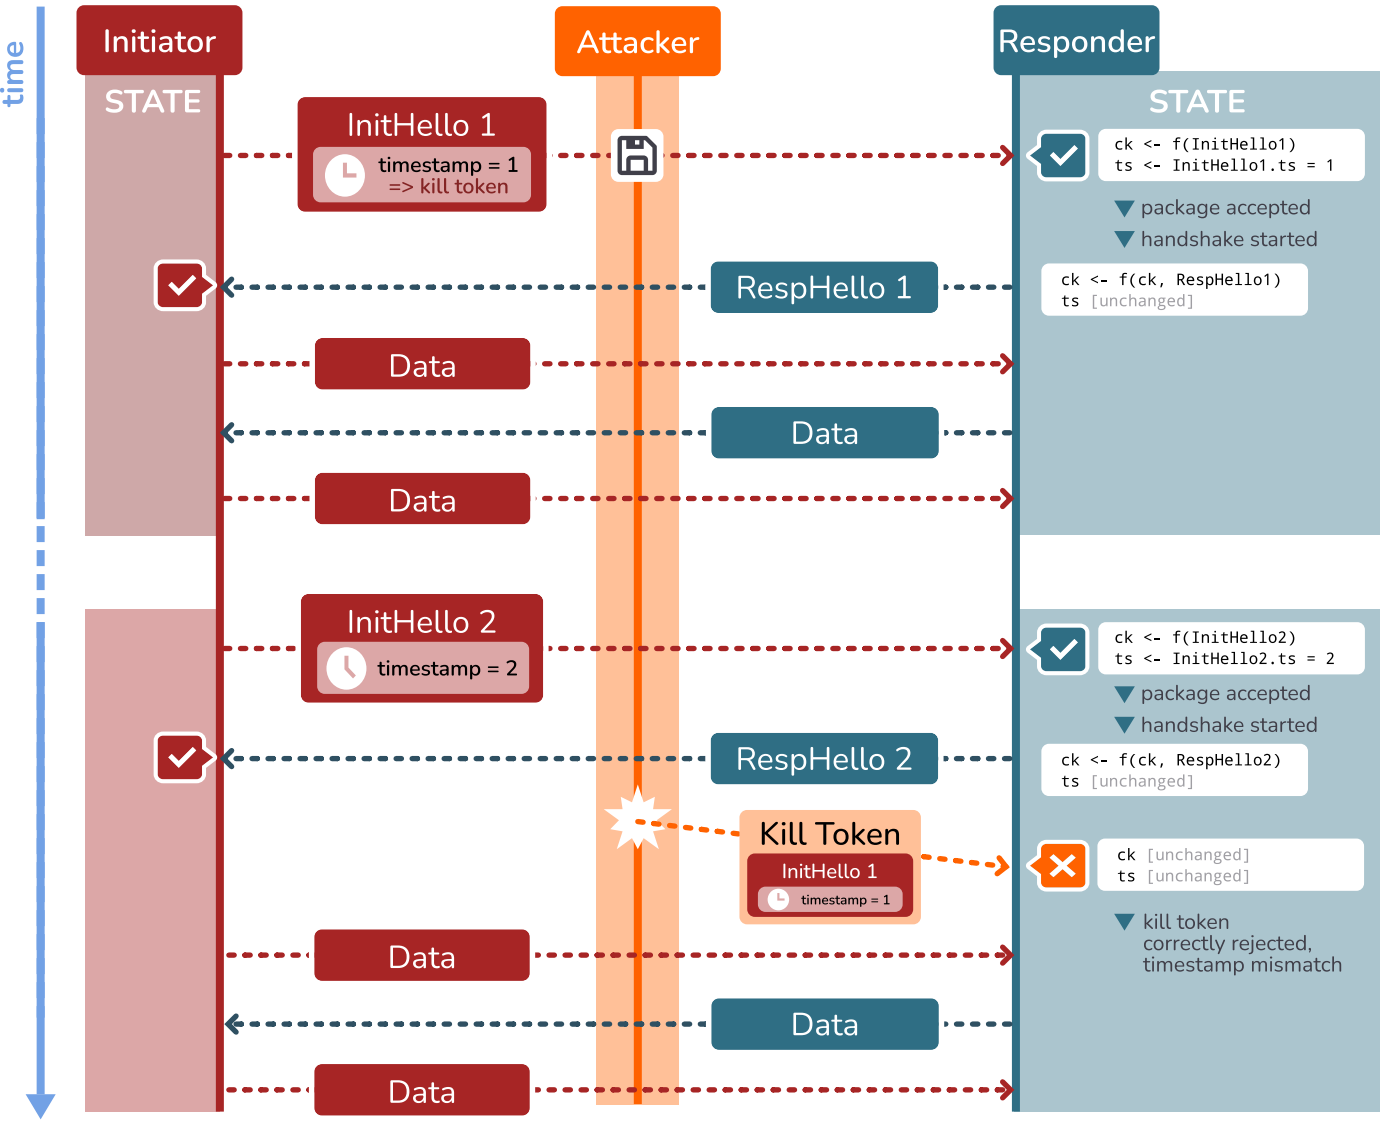 time
Initiator
Attacker
Responder
STATE
STATE
InitHello 1
timestamp = 1
=> kill token
ck <- f(InitHello1)
ts <- InitHello1.ts = 1
package accepted
handshake started
RespHello 1
ck <- f(ck, RespHello1)
ts [unchanged]
Data
Data
Data
InitHello 2
timestamp = 2
ck <- f(InitHello2)
ts <- InitHello2.ts = 2
package accepted
handshake started
RespHello 2
ck <- f(ck, RespHello2)
ts [unchanged]
Kill Token
InitHello 1
timestamp = 1
ck [unchanged]
ts [unchanged]
kill token
correctly rejected,
timestamp mismatch
Data
Data
Data